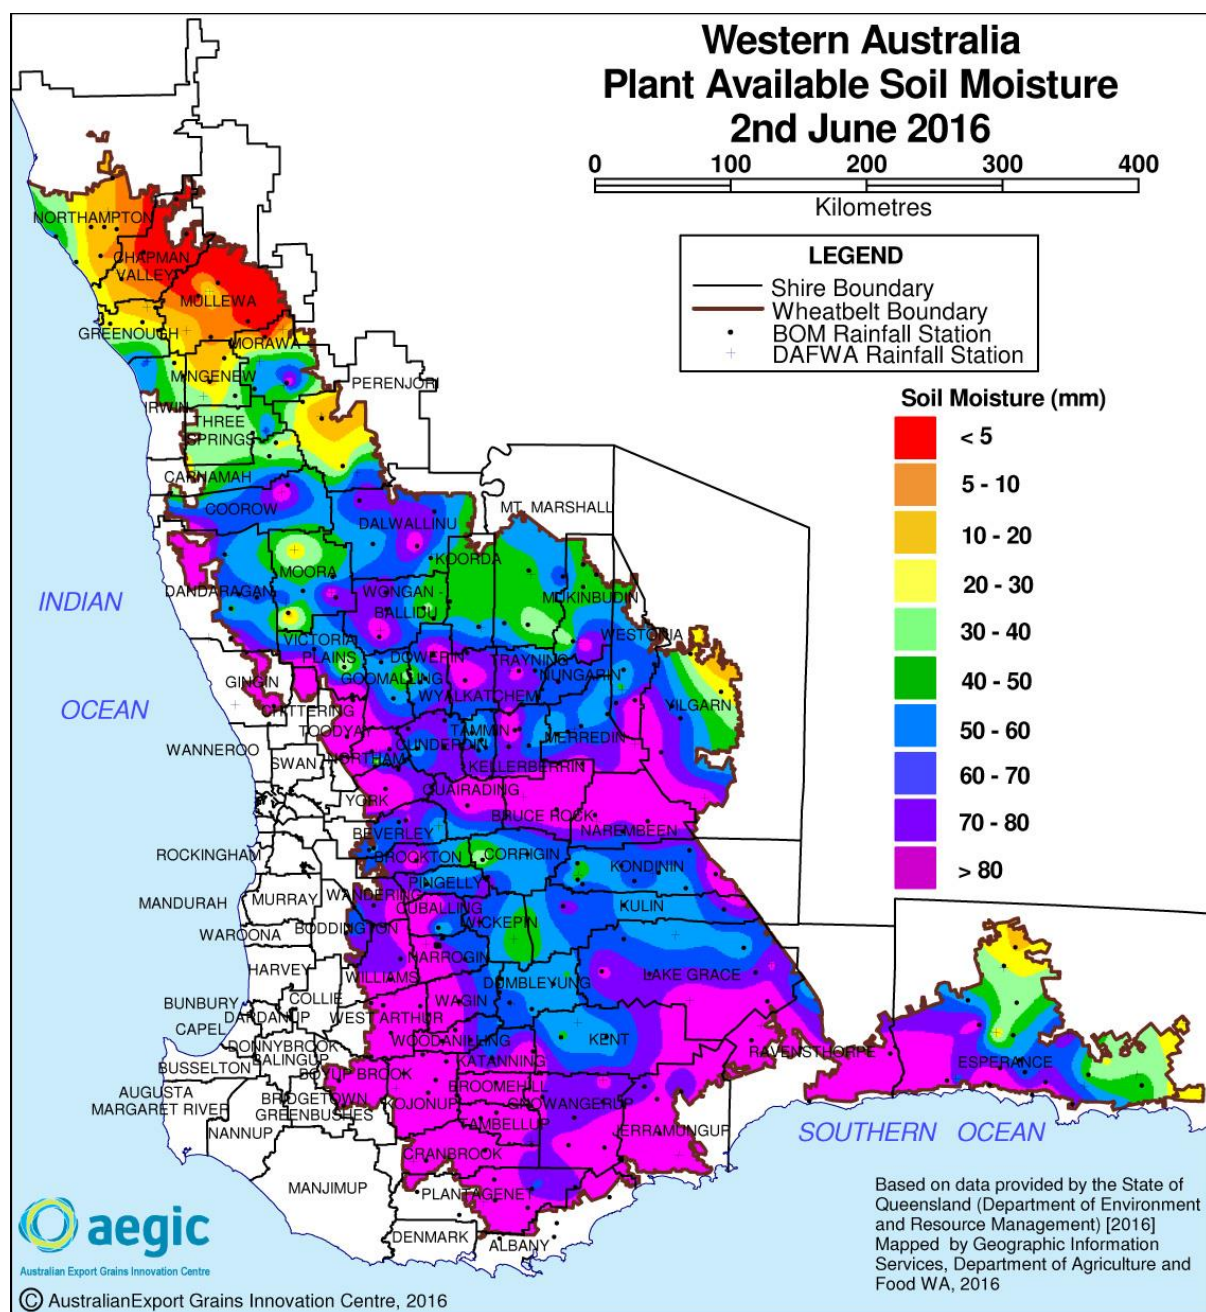 Western Australia
Plant Available Soil Moisture
2nd June 2016
0 100 200 300 400
Kilometres
LEGEND
Shire Boundary
Wheatbelt Boundary
BOM Rainfall Station
DAFWA Rainfall Station
Soil Moisture (mm)
< 5
5 - 10
10 - 20
20 - 30
30 - 40
40 - 50
50 - 60
60 - 70
70 - 80
> 80
NORTHAMPTON
CHAPMAN
VALLEY
MULLEWA
GREENOUGH
MORAWA
MINGENEW
PERENJORI
IRWIN
THREE
SPRINGS
CARNAMAH
COOROW
DALWALLINU
MT. MARSHALL
MOORA
KOORDA
DANDARAGAN
WONGAN -
BALLIDU
MUKINBUDIN
INDIAN
OCEAN
VICTORIA
PLAINS
WESTONIA
DOWERIN
TRAYNING
NUNGARIN
GINGIN
GOOMALLING
WYALKATCHEM
YILGARN
CHITTERING
TOODYAY
TAMMIN
CUNDERDIN
MERREDIN
WANNEROO
SWAN
NORTHAM
KELLERBERRIN
YORK
QUAIRADING
BRUCE ROCK
NAREMBEEN
BEVERLEY
ROCKINGHAM
BROOKTON
CORRIGIN
KONDININ
PINGELLY
MANDURAH
MURRAY
WANDERING
CUBALLING
KULIN
WAROONA
BODDINGTON
WICKEPIN
HARVEY
NARROGIN
WILLIAMS
LAKE GRACE
DUMBLEYUNG
BUNBURY
COLLIE
WAGIN
DARDANUP
WEST ARTHUR
CAPEL
DONNYBROOK
BALINGUP
WOODANILLING
KENT
BUSSELTON
KATANNING
RAVENSTHORPE
ESPERANCE
BOYUP BROOK
AUGUSTA
MARGARET RIVER
BRIDGETOWN
GREENBUSHES
KOJONUP
BROOMEHILL
GNOWANGERUP
TAMBELLUP
NANNUP
JERRAMUNGUP
CRANBROOK
SOUTHERN OCEAN
MANJIMUP
PLANTAGENET
DENMARK
ALBANY
Based on data provided by the State of
Queensland (Department of Environment
and Resource Management) [2016]
Mapped by Geographic Information
Services, Department of Agriculture and
Food WA, 2016
aegic
Australian Export Grains Innovation Centre
© AustralianExport Grains Innovation Centre, 2016